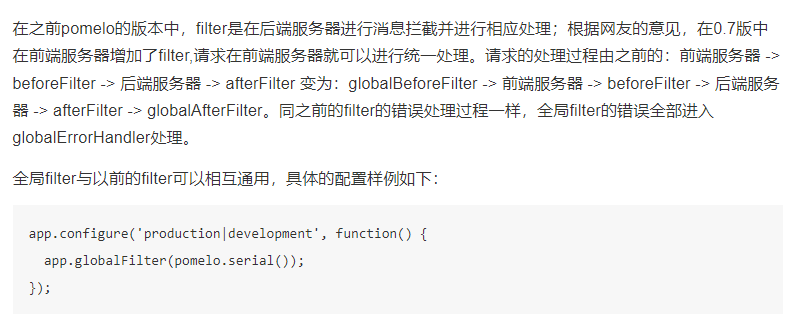 在之前pomelo的版本中，filter是在后端服务器进行消息拦截并进行相应处理；根据网友的意见，在0.7版中
在前端服务器增加了filter,请求在前端服务器就可以进行统一处理。请求的处理过程由之前的：前端服务器 ->
beforeFilter -> 后端服务器 -> afterFilter 变为：globalBeforeFilter -> 前端服务器 -> beforeFilter -> 后端服务
器 -> afterFilter -> globalAfterFilter。同之前的filter的错误处理过程一样，全局filter的错误全部进入
globalErrorHandler处理。
全局filter与以前的filter可以相互通用，具体的配置样例如下：
app.configure('production|development', function() {
  app.globalFilter(pomelo.serial());
});